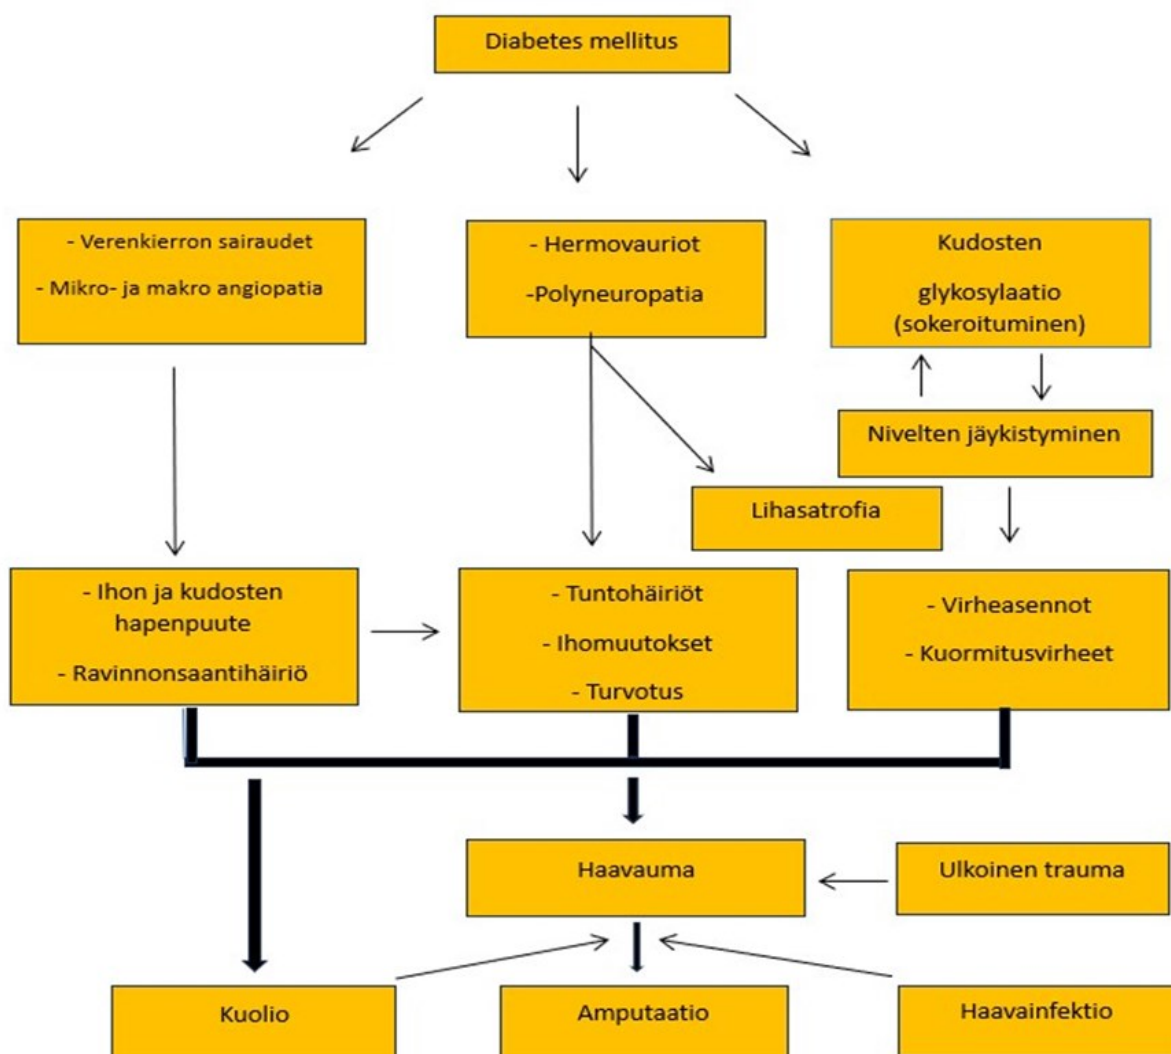 Diabetes mellitus
- Verenkierron sairaudet
- Mikro- ja makro angiopatia
- Hermovauriot
-Polyneuropatia
Kudosten
glykosylaatio
(sokeroituminen)
Nivelten jäykistyminen
Lihasatrofia
- Ihon ja kudosten
hapenpuute
- Ravinnonsaantihäiriö
- Tuntohäiriöt
- Ihomuutokset
- Turvotus
- Virheasennot
- Kuormitusvirheet
Haavauma
Ulkoinen trauma
Kuolio
Amputaatio
Haavainfektio